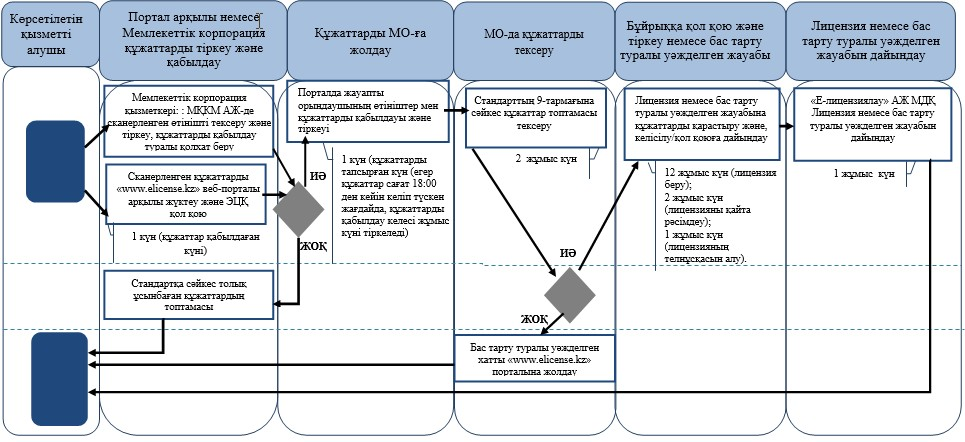 Көрсетілетін
қызметті
алушы
Портал арқылы немесе
Мемлекеттік корпорация
құжаттарды тіркеу және
қабылдау
Құжаттарды МО-ға
жолдау
МО-да құжаттарды
тексеру
Бұйрыққа қол қою және
тіркеу немесе бас тарту
туралы уәжделген жауабы
Лицензия немесе бас
тарту туралы уәжделген
жауабын дайындау
Мемлекеттік корпорация
қызметкері: : МҚКМ АЖ-де
сканерленген өтінішті тексеру және
тіркеу, құжаттарды қабылдау
туралы қолхат беру
Сканерленген құжаттарды
«www.elicense.kz» веб-порталы
арқылы жүктеу және ЭЦҚ
қол қою
1 күн (құжаттар қабылдаған
күні)
Стандартқа сәйкес толық
ұсынбаған құжаттардың
топтамасы
ИӘ
ЖОҚ
Порталда жауапты
орындаушының өтініштер мен
құжаттарды қабылдауы және
тіркеуі
1 күн (құжаттарды
тапсырған күн (егер
құжаттар сағат 18:00
ден кейін келіп түскен
жағдайда, құжаттарды
қабылдау келесі жұмыс
күні тіркеледі)
Стандарттың 9-тармағына
сәйкес құжаттар топтамасы
тексеру
2 жұмыс күн
ИӘ
ЖОҚ
Бас тарту туралы уәжделген
хатты «www.elicense.kz»
порталына жолдау
Лицензия немесе бас тарту
туралы уәжделген жауабына
құжаттарды қарастыру және,
келісілу/қол қоюға дайындау
12 жұмыс күн (лицензия
беру);
2 жұмыс күн
(лицензияны қайта
ресімдеу);
1 жұмыс күн
(лицензияның
телнұсқасын алу).
«Е-лицензиялау» АЖ МДҚ
Лицензия немесе бас тарту
туралы уәжделген жауабын
дайындау
1 жұмыс күн